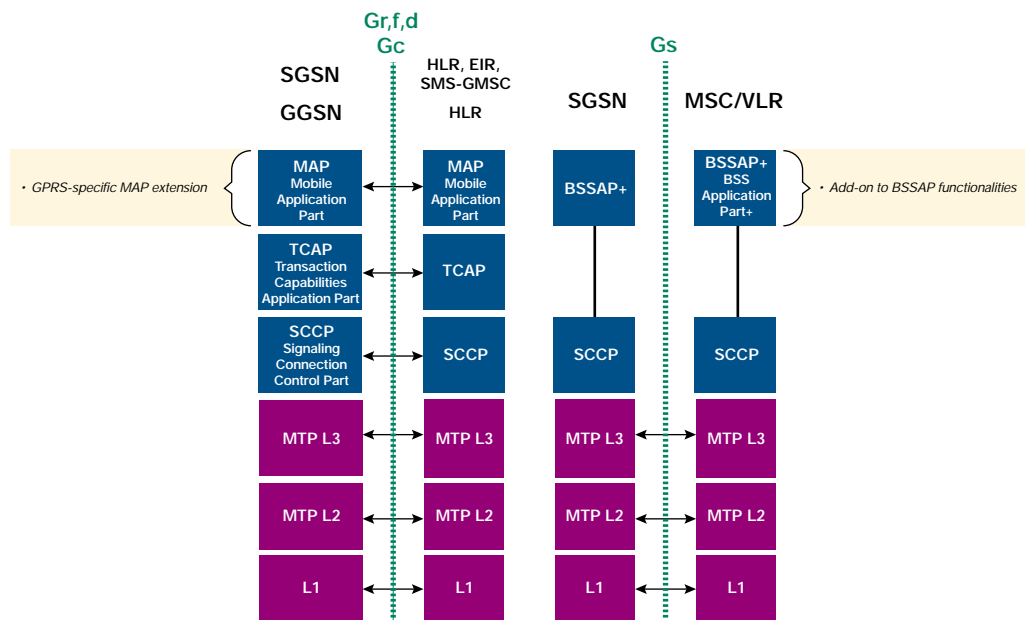 Gr,f,d
Gc
Gs
SGSN
GGSN
HLR, EIR,
SMS-GMSC
HLR
SGSN
MSC/VLR
• GPRS-specific MAP extension
MAP
Mobile
Application
Part
MAP
Mobile
Application
Part
BSSAP+
BSSAP+
BSS
Application
Part+
• Add-on to BSSAP functionalities
TCAP
Transaction
Capabilities
Application Part
TCAP
SCCP
Signaling
Connection
Control Part
SCCP
SCCP
SCCP
MTP L3
MTP L3
MTP L3
MTP L3
MTP L2
MTP L2
MTP L2
MTP L2
L1
L1
L1
L1